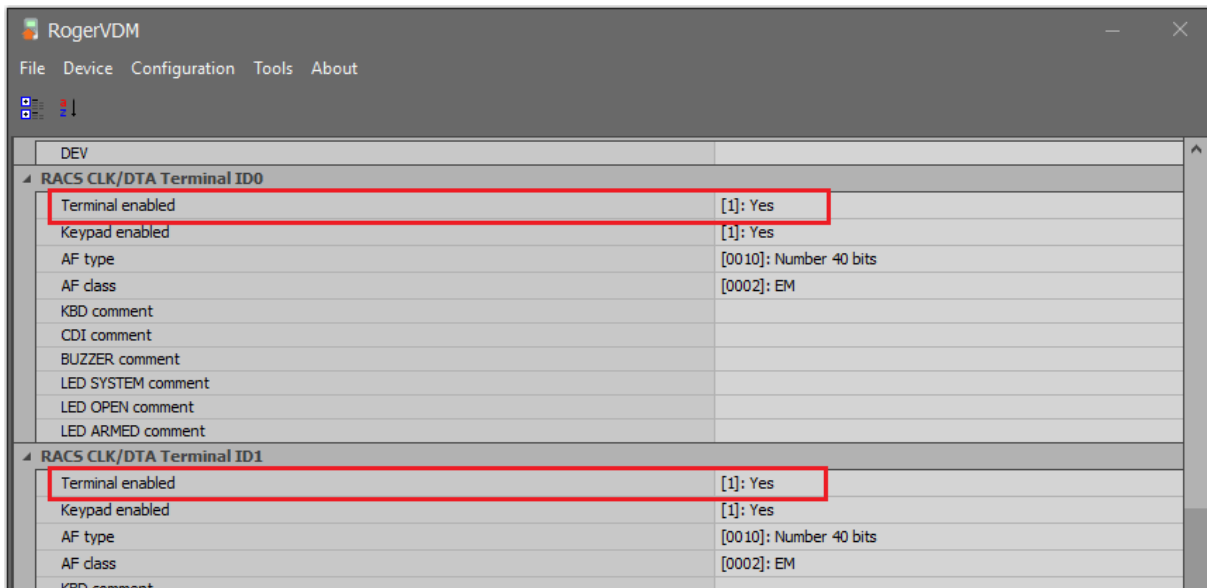 RogerVDM
File Device Configuration Tools About
DEV
RACS CLK/DTA Terminal ID0
Terminal enabled [1]: Yes
Keypad enabled [1]: Yes
AF type [0010]: Number 40 bits
AF class [0002]: EM
KBD comment
CDI comment
BUZZER comment
LED SYSTEM comment
LED OPEN comment
LED ARMED comment
RACS CLK/DTA Terminal ID1
Terminal enabled [1]: Yes
Keypad enabled [1]: Yes
AF type [0010]: Number 40 bits
AF class [0002]: EM
KBD comment